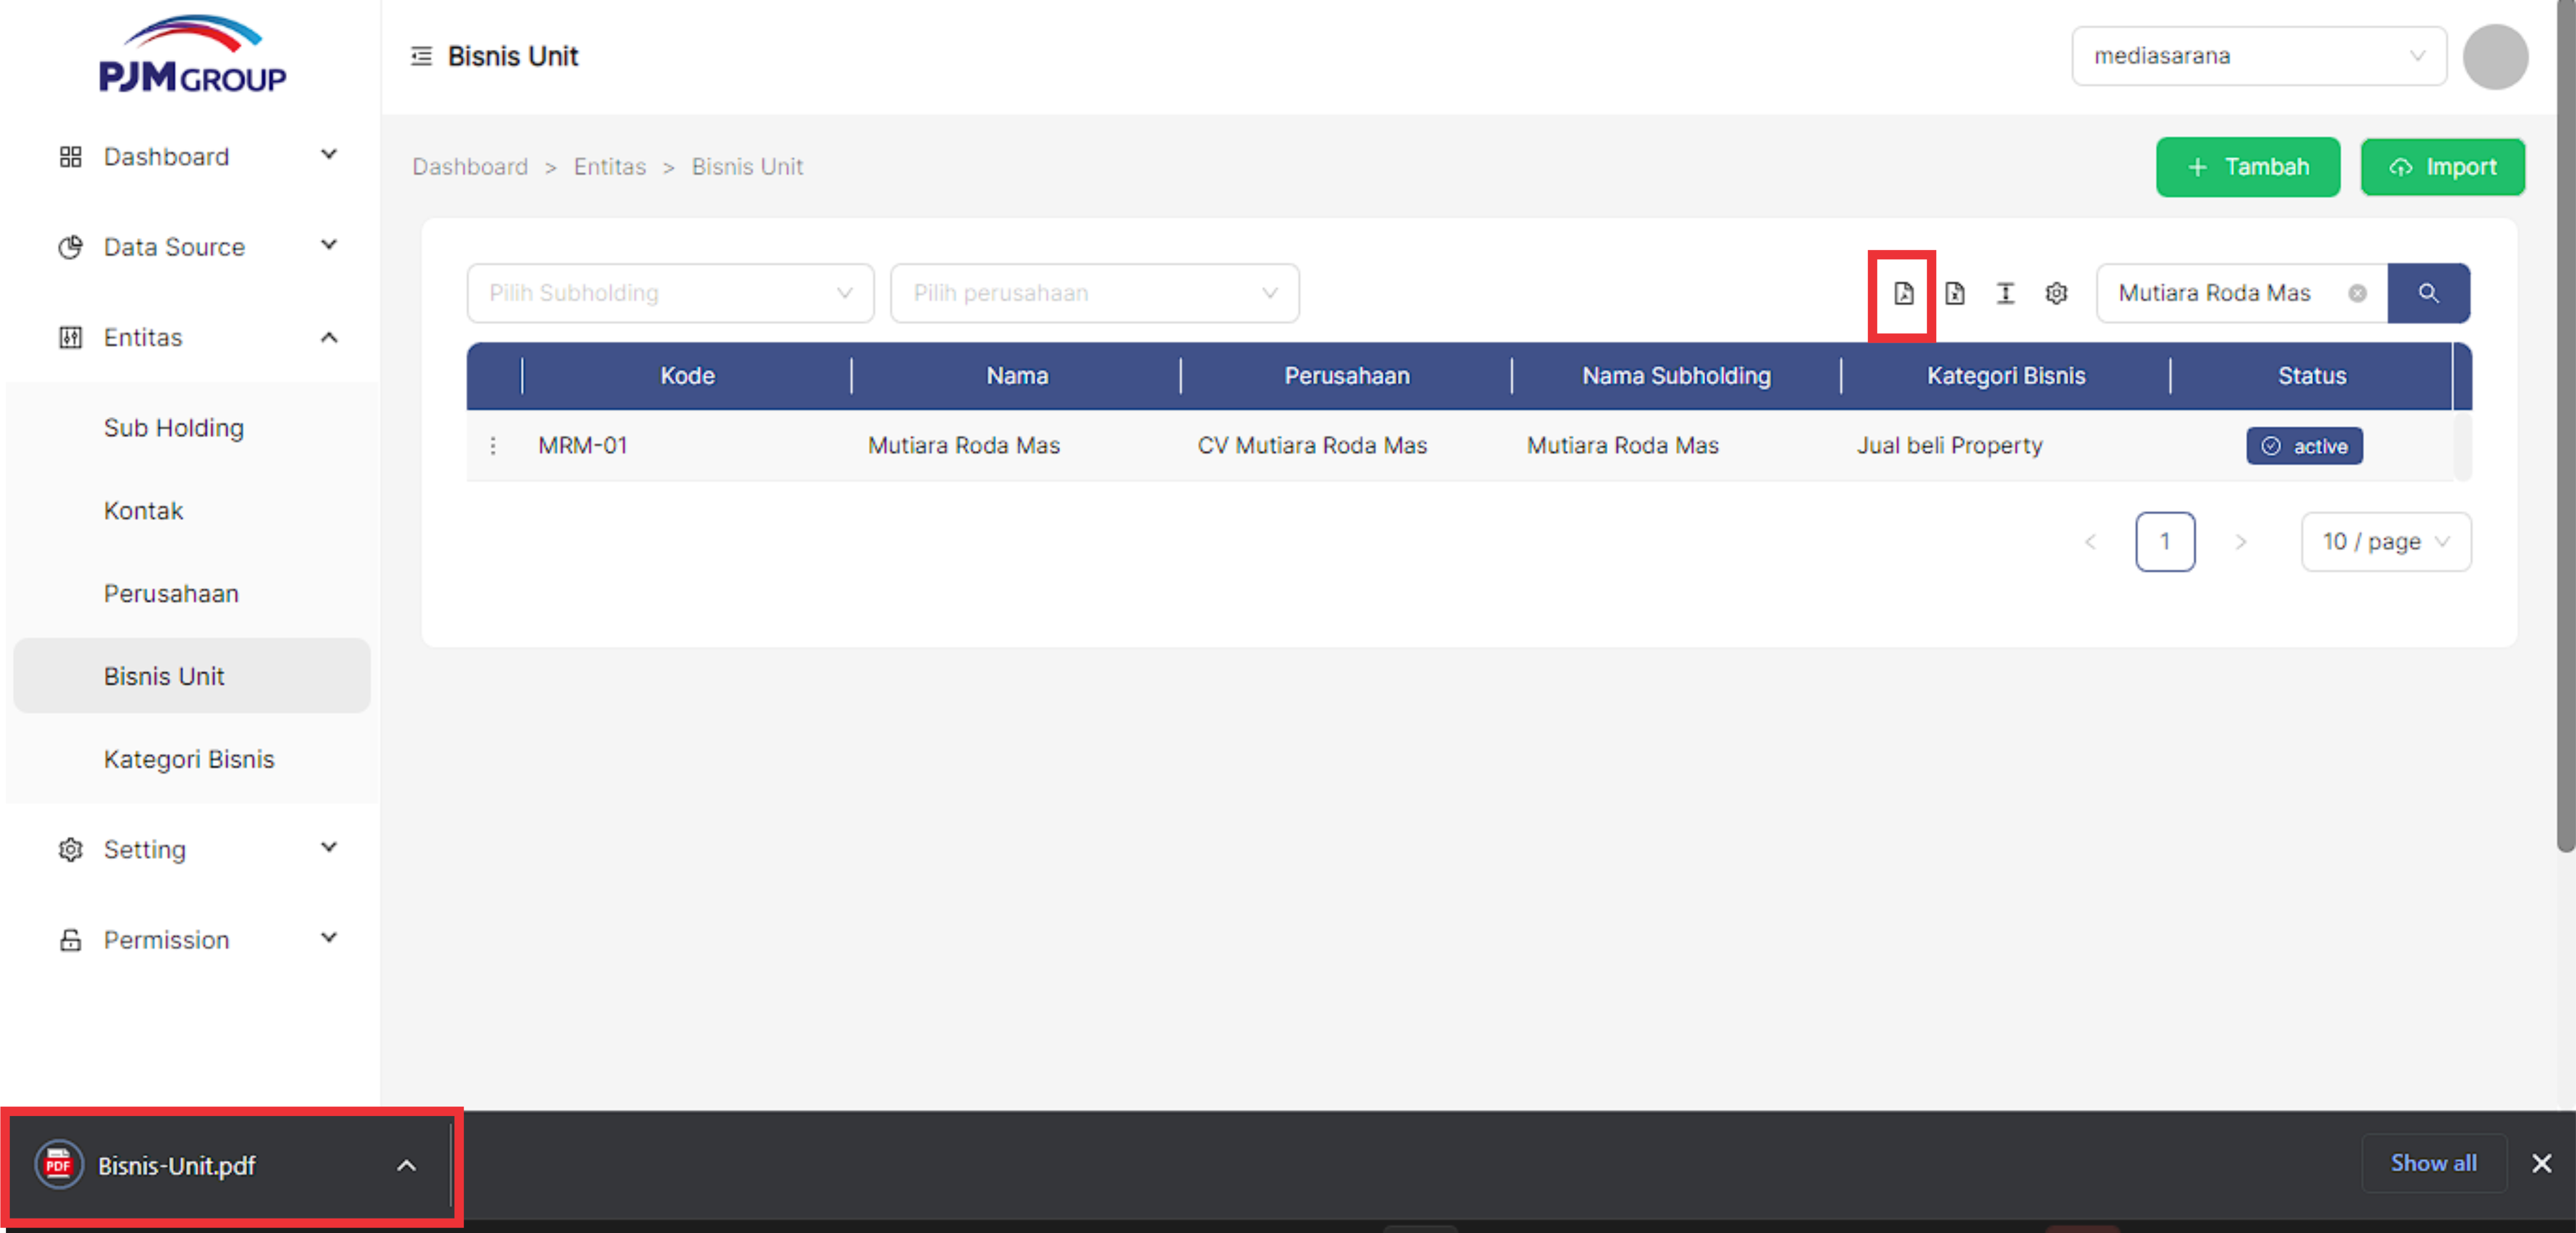 PJM GROUP
Bisnis Unit
mediasarana
Dashboard
Data Source
Entitas
Sub Holding
Kontak
Perusahaan
Bisnis Unit
Kategori Bisnis
Setting
Permission
Dashboard > Entitas > Bisnis Unit
+ Tambah
Import
Pilih Subholding
Pilih perusahaan
Mutiara Roda Mas
Kode Nama Perusahaan Nama Subholding Kategori Bisnis Status
MRM-01 Mutiara Roda Mas CV Mutiara Roda Mas Mutiara Roda Mas Jual beli Property active
< 1 > 10 / page
PDF Bisnis-Unit.pdf
Show all